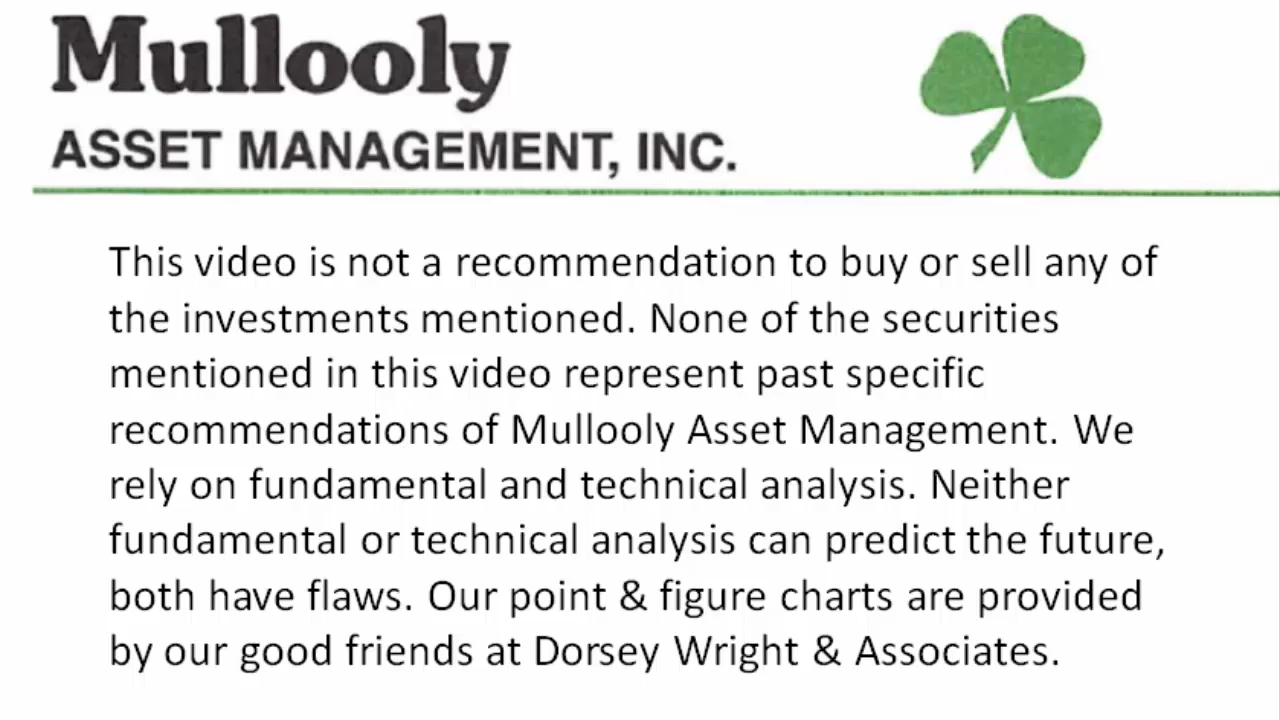 Mullooly
ASSET MANAGEMENT, INC.
This video is not a recommendation to buy or sell any of
the investments mentioned. None of the securities
mentioned in this video represent past specific
recommendations of Mullooly Asset Management. We
rely on fundamental and technical analysis. Neither
fundamental or technical analysis can predict the future,
both have flaws. Our point & figure charts are provided
by our good friends at Dorsey Wright & Associates.